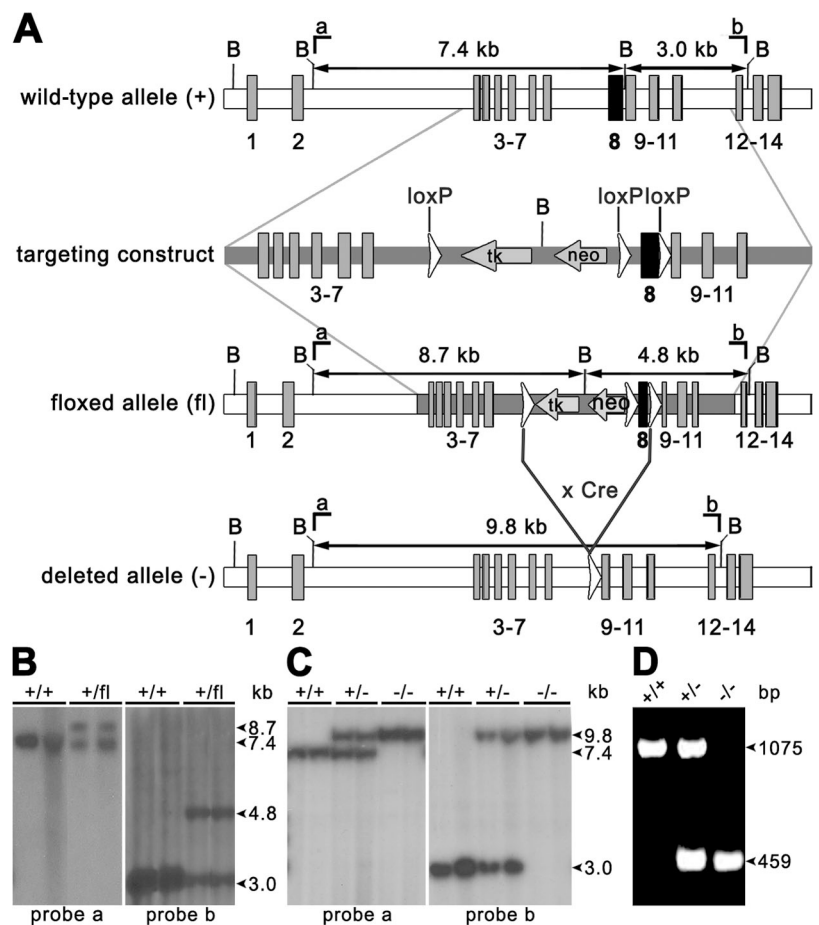 A
a
b
B
B
7.4 kb
B
3.0 kb
B
wild-type allele (+)
1
2
3-7
8
9-11
12-14
loxP
loxP
loxP
B
targeting construct
tk
neo
3-7
8
9-11
a
b
B
B
8.7 kb
B
4.8 kb
B
floxed allele (fl)
tk
neo
1
2
3-7
8
9-11
12-14
x Cre
a
b
B
B
9.8 kb
B
deleted allele (-)
1
2
3-7
9-11
12-14
B
+/+
+/fl
+/+
+/fl
kb
8.7
7.4
4.8
3.0
probe a
probe b
C
+/+
+/-
-/-
+/+
+/-
-/-
kb
9.8
7.4
3.0
probe a
probe b
D
+/+
+/-
-/-
bp
1075
459